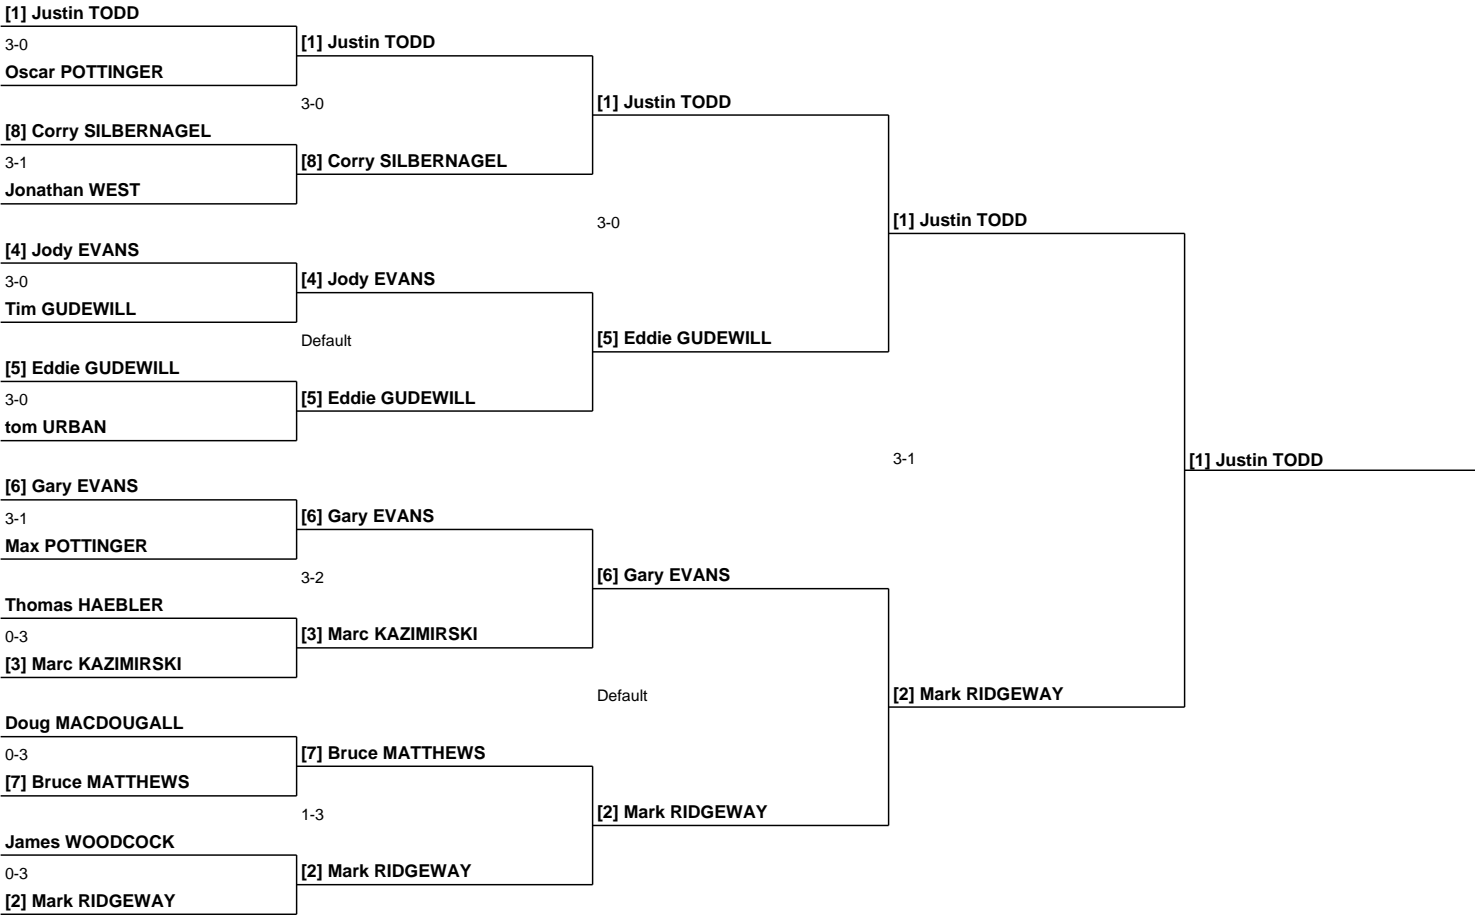 [1] Justin TODD
3-0
Oscar POTTINGER
[8] Corry SILBERNAGEL
3-1
Jonathan WEST
[4] Jody EVANS
3-0
Tim GUDEWILL
[5] Eddie GUDEWILL
3-0
tom URBAN
[6] Gary EVANS
3-1
Max POTTINGER
Thomas HAEBLER
0-3
[3] Marc KAZIMIRSKI
Doug MACDOUGALL
0-3
[7] Bruce MATTHEWS
James WOODCOCK
0-3
[2] Mark RIDGEWAY
[1] Justin TODD
3-0
[8] Corry SILBERNAGEL
[4] Jody EVANS
Default
[5] Eddie GUDEWILL
[6] Gary EVANS
3-2
[3] Marc KAZIMIRSKI
[7] Bruce MATTHEWS
1-3
[2] Mark RIDGEWAY
[1] Justin TODD
3-0
[5] Eddie GUDEWILL
[6] Gary EVANS
Default
[2] Mark RIDGEWAY
[1] Justin TODD
3-1
[2] Mark RIDGEWAY
[1] Justin TODD